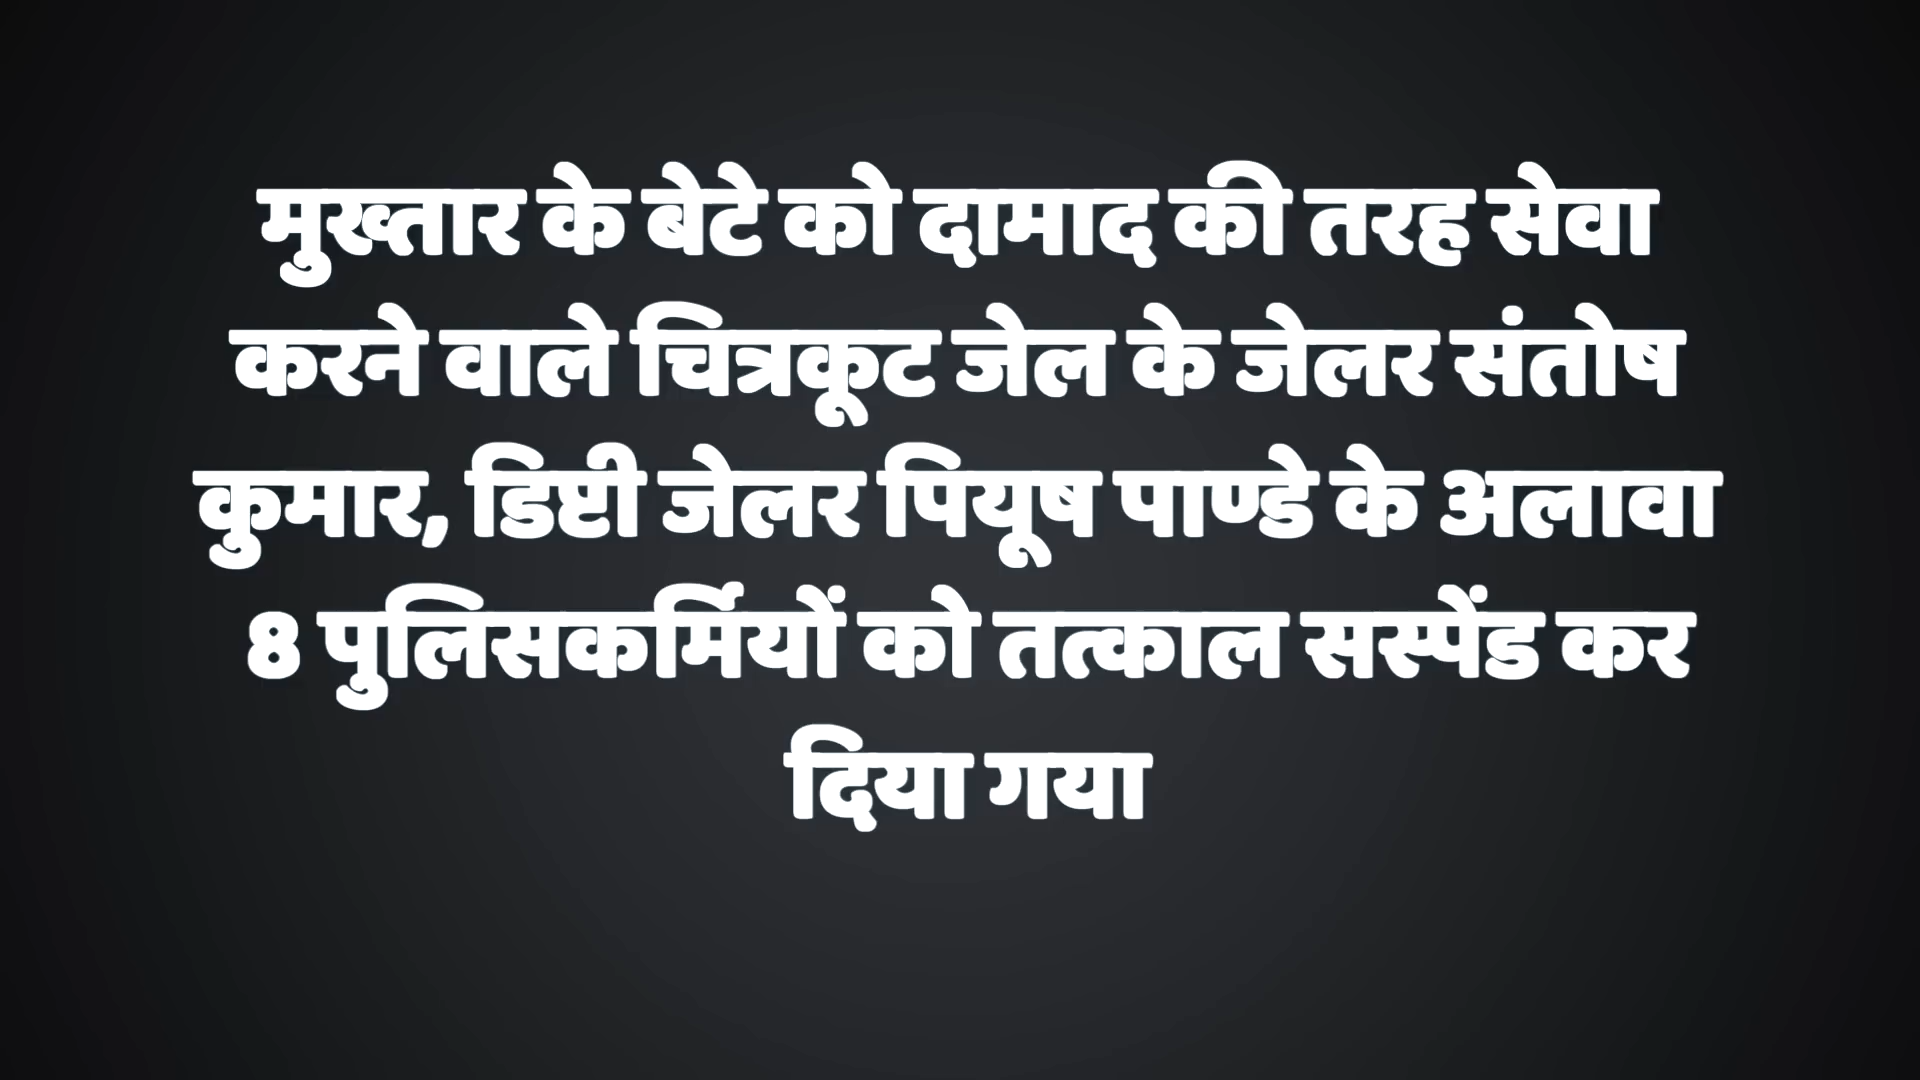 मुख्तार के बेटे को दामाद की तरह सेवा
करने वाले चित्रकूट जेल के जेलर संतोष
कुमार, डिप्टी जेलर पियूष पाण्डे के अलावा
8 पुलिसकर्मियों को तत्काल सस्पेंड कर
दिया गया